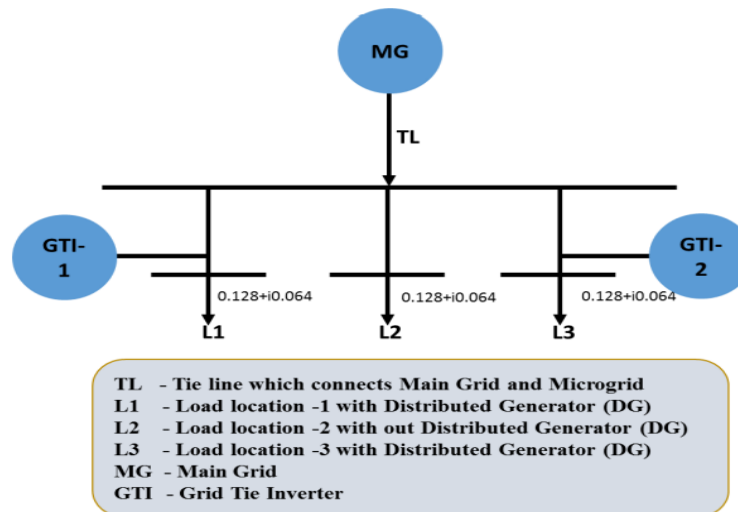 MG
TL
GTI-
1
GTI-
2
0.128+i0.064
0.128+i0.064
0.128+i0.064
L1
L2
L3
TL - Tie line which connects Main Grid and Microgrid
L1 - Load location -1 with Distributed Generator (DG)
L2 - Load location -2 with out Distributed Generator (DG)
L3 - Load location -3 with Distributed Generator (DG)
MG - Main Grid
GTI - Grid Tie Inverter